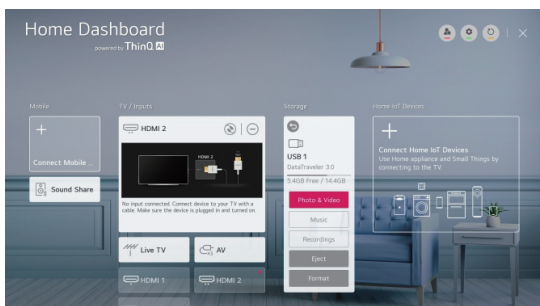 Home Dashboard
powered by ThinQ AI
Mobile
Connect Mobile ...
Sound Share
TV / Inputs
HDMI 2
HDMI 2
No input connected. Connect device to your TV with a
cable. Make sure the device is plugged in and turned on.
Live TV
AV
HDMI 1
HDMI 2
Storage
USB 1
DataTraveler 3.0
5.4GB Free / 14.4GB
Photo & Video
Music
Recordings
Eject
Format
Home IoT Devices
Connect Home IoT Devices
Use Home appliance and Small Things by
connecting to the TV.